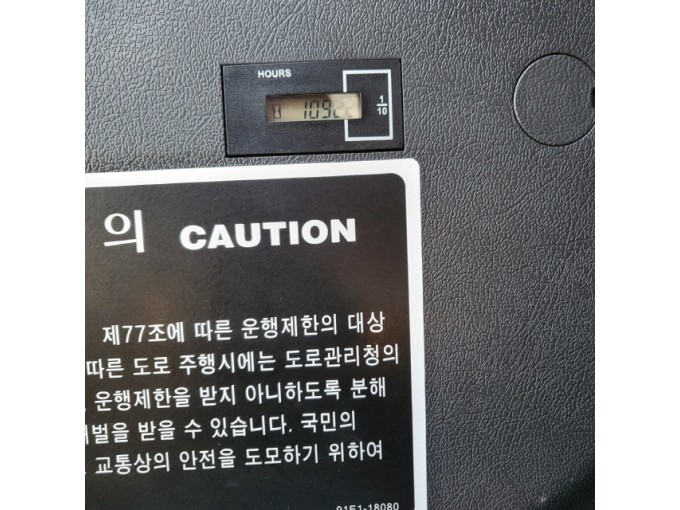 HOURS
109
1
10
의 CAUTION
제77조에 따른 운행제한의 대상
따른 도로 주행시에는 도로관리청의
운행제한을 받지 아니하도록 분해
벌을 받을 수 있습니다. 국민의
교통상의 안전을 도모하기 위하여
91E1-18080